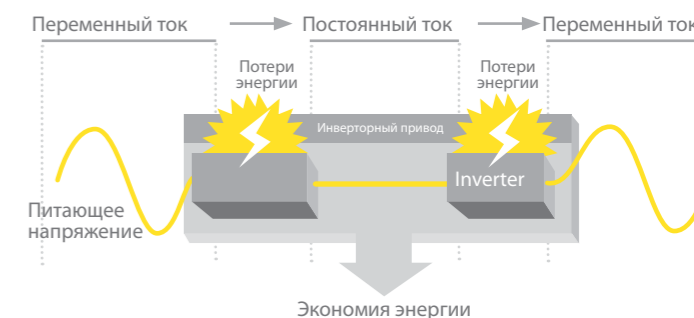 Переменный ток
Постоянный ток
Переменный ток
Потери
энергии
Потери
энергии
Инверторный привод
Inverter
Питающее
напряжение
Экономия энергии